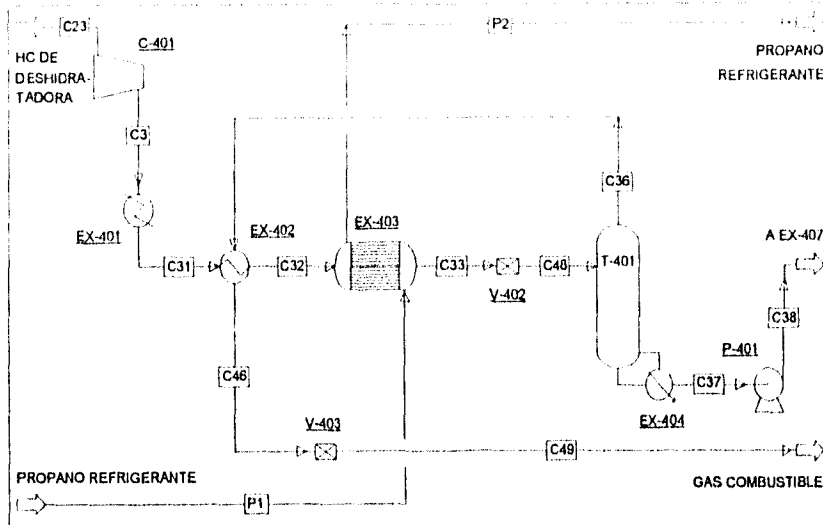 C23
C-401
P2
HC DE
DESHIDRA-
TADORA
PROPANO
REFRIGERANTE
C3
C36
EX-401
EX-402
EX-403
A EX-407
C31
C32
C33
C48
T-401
V-402
C38
P-401
C46
C37
EX-404
V-403
C49
PROPANO REFRIGERANTE
GAS COMBUSTIBLE
P1